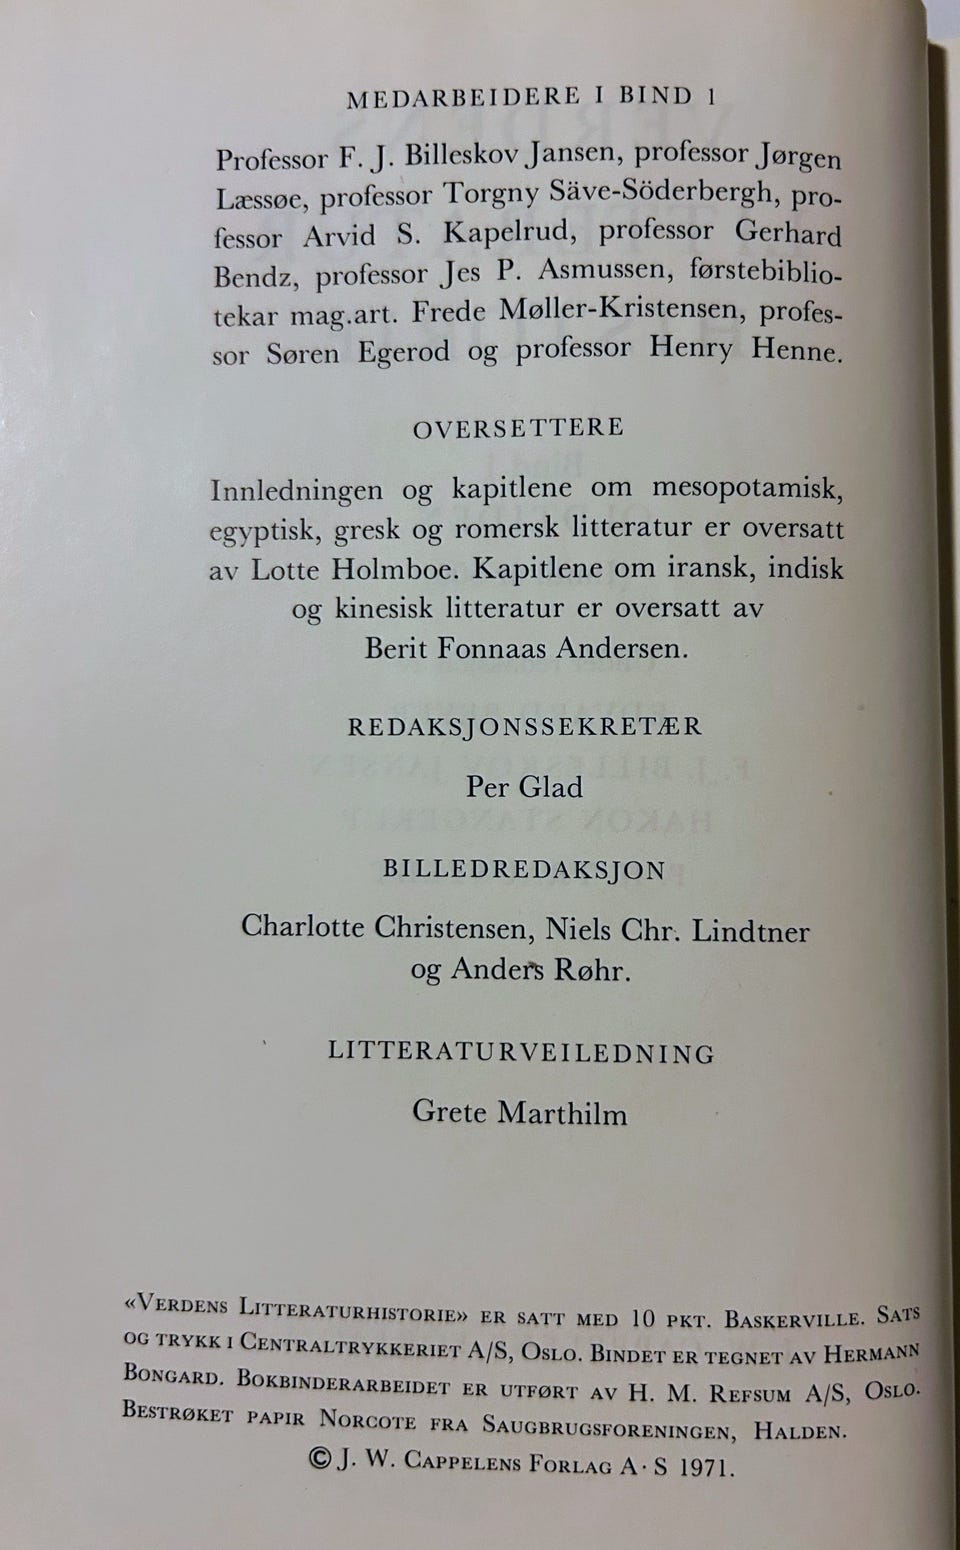 MEDARBEIDERE I BIND 1
Professor F. J. Billeskov Jansen, professor Jørgen
Læssøe, professor Torgny Säve-Söderbergh, pro-
fessor Arvid S. Kapelrud, professor Gerhard
Bendz, professor Jes P. Asmussen, førstebiblio-
tekar mag.art. Frede Møller-Kristensen, profes-
sor Søren Egerod og professor Henry Henne.
OVERSETTERE
Innledningen og kapitlene om mesopotamisk,
egyptisk, gresk og romersk litteratur er oversatt
av Lotte Holmboe. Kapitlene om iransk, indisk
og kinesisk litteratur er oversatt av
Berit Fonnaas Andersen.
REDAKSJONSSEKRETÆR
Per Glad
BILLEDREDAKSJON
Charlotte Christensen, Niels Chr. Lindtner
og Anders Røhr.
LITTERATURVEILEDNING
Grete Marthilm
«VERDENS LITTERATURHISTORIE» ER SATT MED 10 PKT. BASKERVILLE. SATS
OG TRYKK I CENTRALTRYKKERIET A/S, OSLO. BINDET ER TEGNET AV HERMANN
BONGARD. BOKBINDERARBEIDET ER UTFØRT AV H. M. REFSUM A/S, OSLO.
BESTRØKET PAPIR NORCOTE FRA SAUGBRUGSFORENINGEN, HALDEN.
© J. W. CAPPELENS FORLAG A·S 1971.